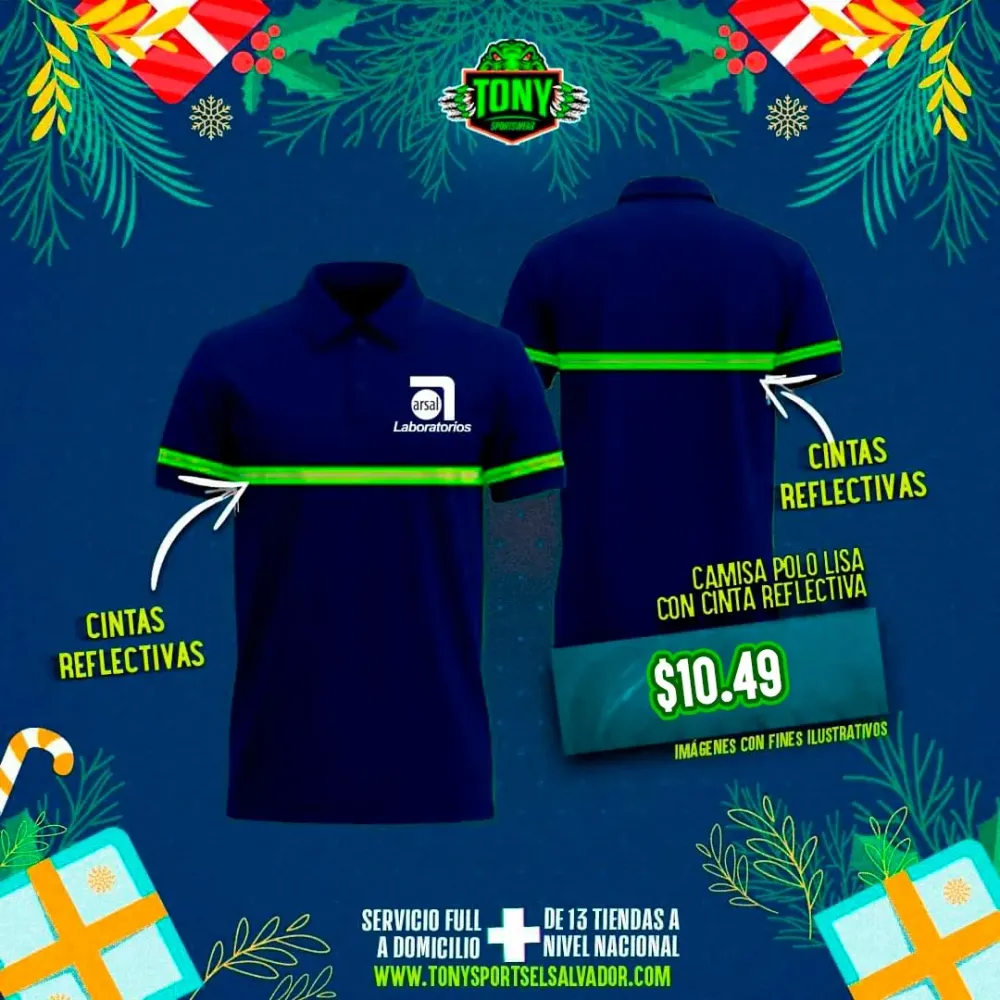 TONY
SPORTSWEAR
arsal
Laboratorios
CINTAS
REFLECTIVAS
CINTAS
REFLECTIVAS
CAMISA POLO LISA
CON CINTA REFLECTIVA
$10.49
IMÁGENES CON FINES ILUSTRATIVOS
SERVICIO FULL
A DOMICILIO
DE 13 TIENDAS A
NIVEL NACIONAL
WWW.TONYSPORTSELSALVADOR.COM